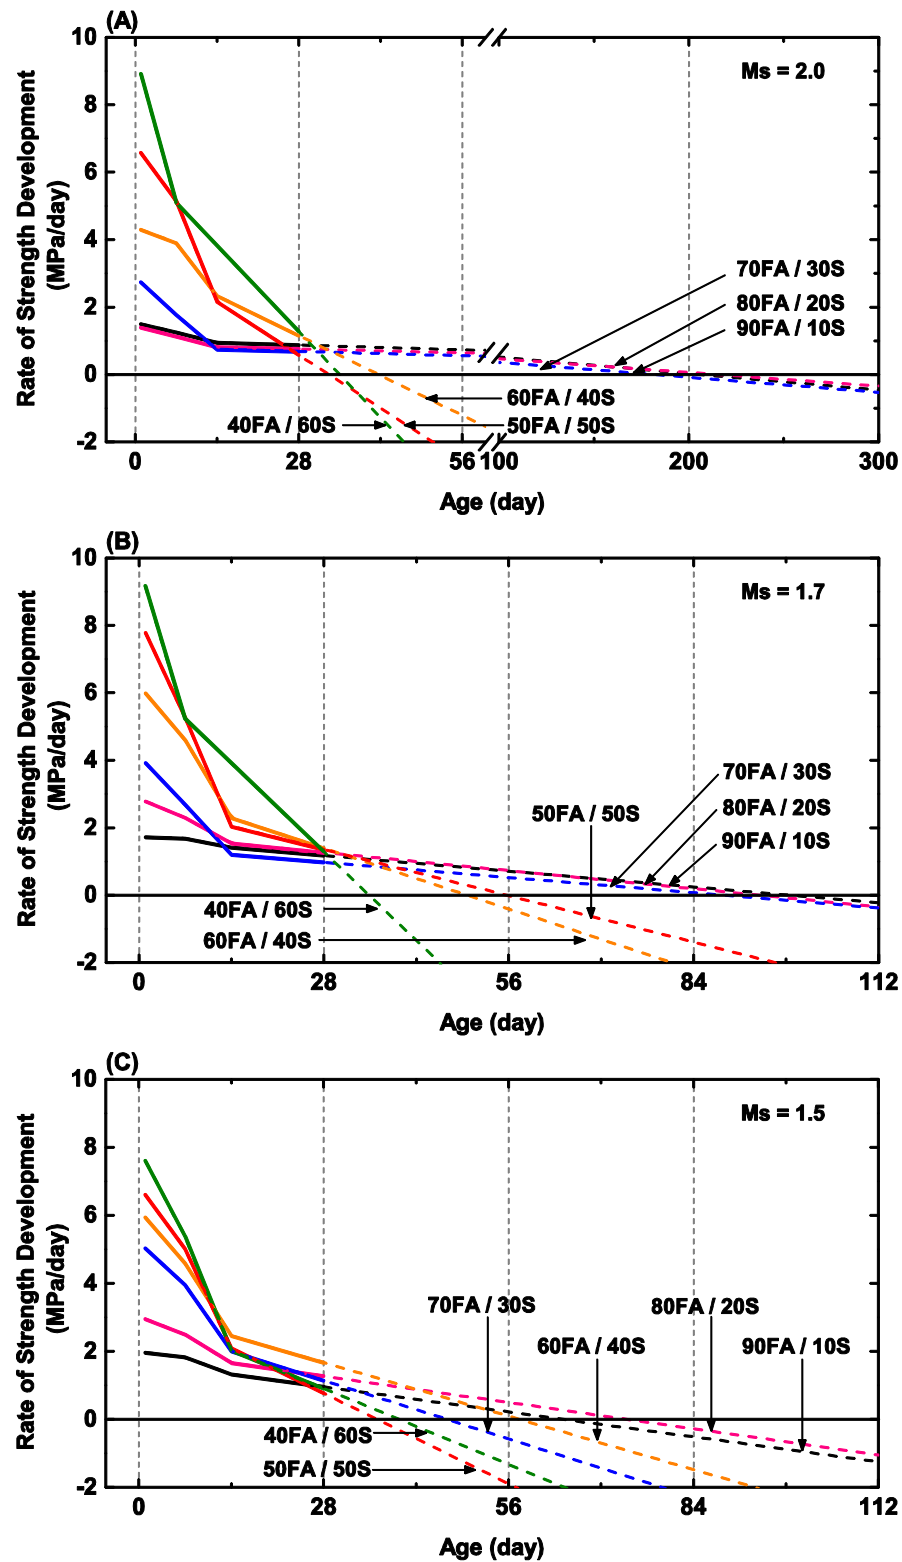 (A)
Rate of Strength Development
(MPa/day)
10
8
6
4
2
0
-2
Ms = 2.0
70FA / 30S
80FA / 20S
90FA / 10S
60FA / 40S
40FA / 60S
50FA / 50S
0
28
56
100
200
300
Age (day)
(B)
Rate of Strength Development
(MPa/day)
10
8
6
4
2
0
-2
Ms = 1.7
70FA / 30S
50FA / 50S
80FA / 20S
90FA / 10S
40FA / 60S
60FA / 40S
0
28
56
84
112
Age (day)
(C)
Rate of Strength Development
(MPa/day)
10
8
6
4
2
0
-2
Ms = 1.5
70FA / 30S
80FA / 20S
60FA / 40S
90FA / 10S
40FA / 60S
50FA / 50S
0
28
56
84
112
Age (day)